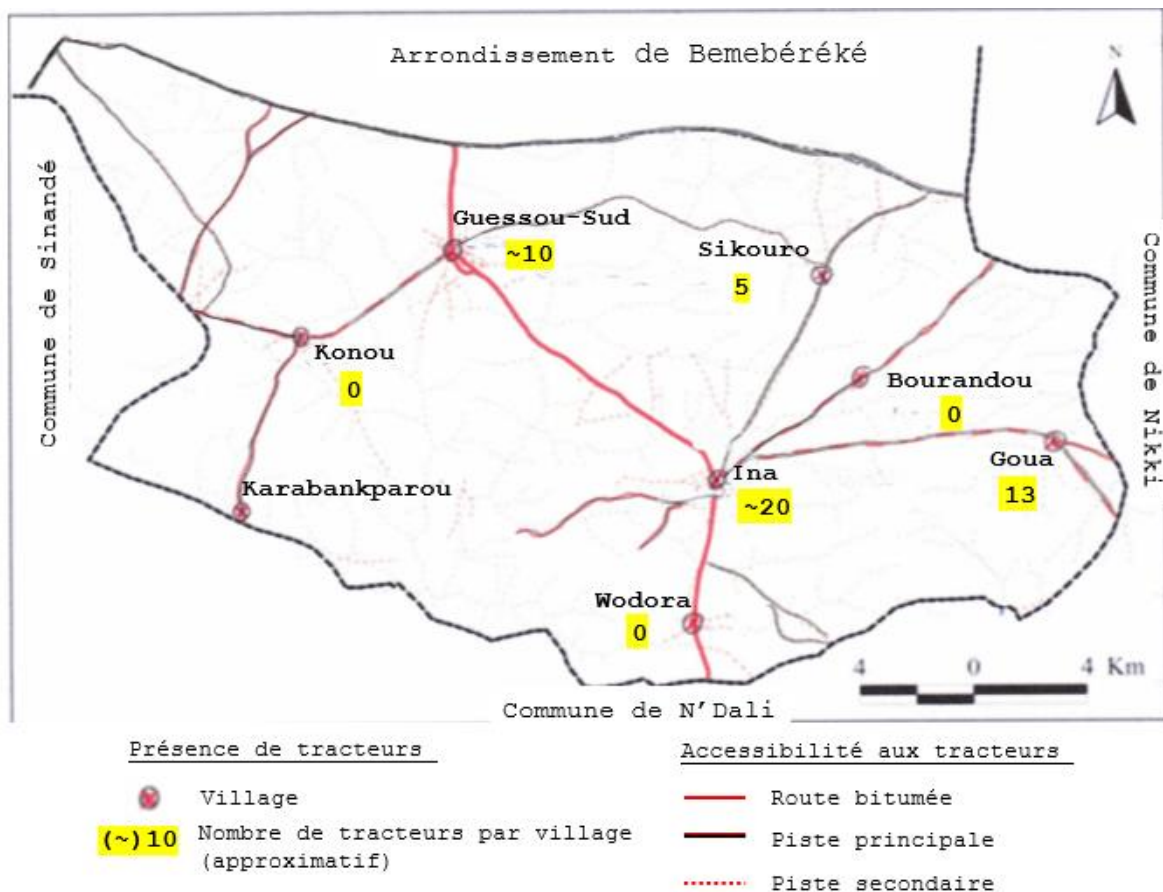 Arrondissement de Bemebéréké
N
Commune de Sinandé
Guessou-Sud
~10
Sikouro
5
Commune de Nikki
Konou
0
Bourandou
0
Goua
13
Karabankparou
Ina
~20
Wodora
0
4 0 4 Km
Commune de N'Dali
Présence de tracteurs
Village
(~)10 Nombre de tracteurs par village
(approximatif)
Accessibilité aux tracteurs
Route bitumée
Piste principale
Piste secondaire